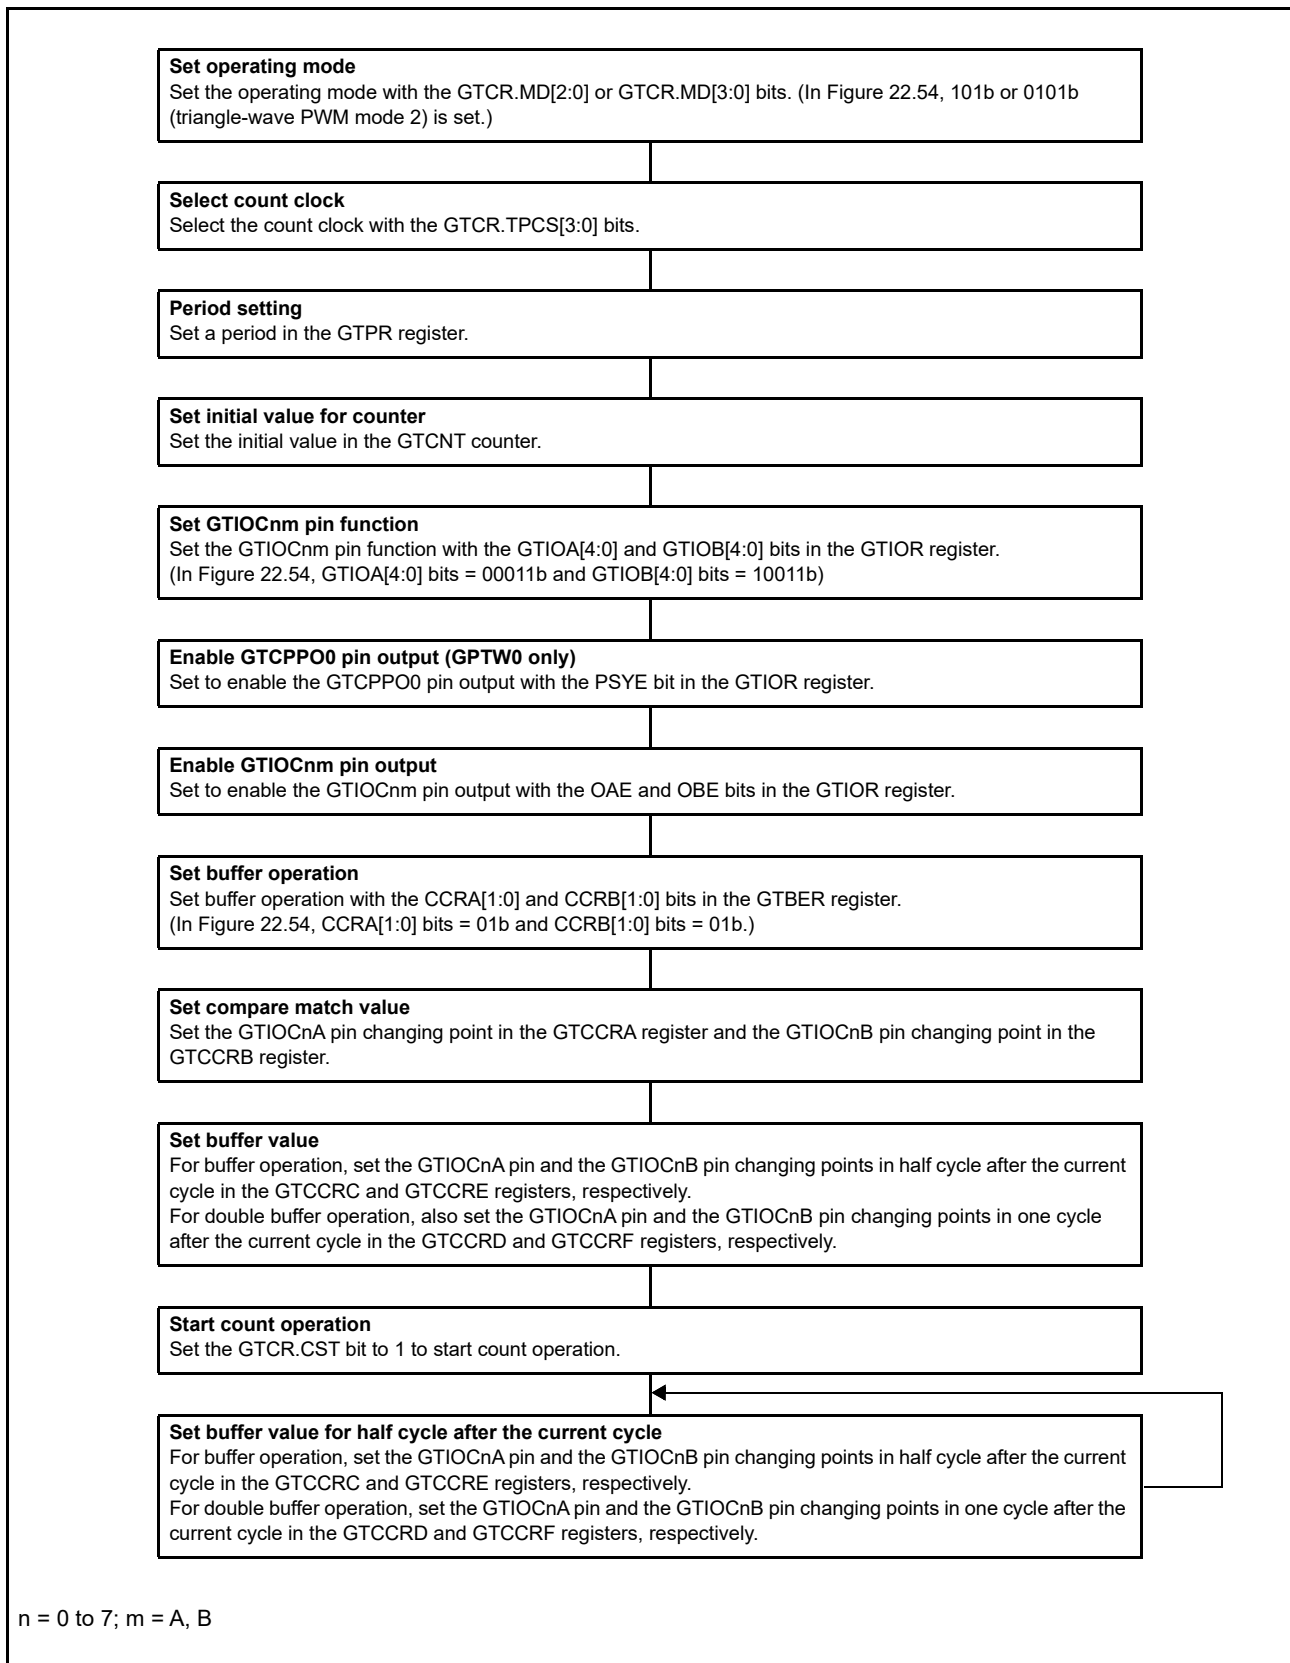 Set operating mode
Set the operating mode with the GTCR.MD[2:0] or GTCR.MD[3:0] bits. (In Figure 22.54, 101b or 0101b
(triangle-wave PWM mode 2) is set.)
Select count clock
Select the count clock with the GTCR.TPCS[3:0] bits.
Period setting
Set a period in the GTPR register.
Set initial value for counter
Set the initial value in the GTCNT counter.
Set GTIOCnm pin function
Set the GTIOCnm pin function with the GTIOA[4:0] and GTIOB[4:0] bits in the GTIOR register.
(In Figure 22.54, GTIOA[4:0] bits = 00011b and GTIOB[4:0] bits = 10011b)
Enable GTCPPO0 pin output (GPTW0 only)
Set to enable the GTCPPO0 pin output with the PSYE bit in the GTIOR register.
Enable GTIOCnm pin output
Set to enable the GTIOCnm pin output with the OAE and OBE bits in the GTIOR register.
Set buffer operation
Set buffer operation with the CCRA[1:0] and CCRB[1:0] bits in the GTBER register.
(In Figure 22.54, CCRA[1:0] bits = 01b and CCRB[1:0] bits = 01b.)
Set compare match value
Set the GTIOCnA pin changing point in the GTCCRA register and the GTIOCnB pin changing point in the
GTCCRB register.
Set buffer value
For buffer operation, set the GTIOCnA pin and the GTIOCnB pin changing points in half cycle after the current
cycle in the GTCCRC and GTCCRE registers, respectively.
For double buffer operation, also set the GTIOCnA pin and the GTIOCnB pin changing points in one cycle
after the current cycle in the GTCCRD and GTCCRF registers, respectively.
Start count operation
Set the GTCR.CST bit to 1 to start count operation.
Set buffer value for half cycle after the current cycle
For buffer operation, set the GTIOCnA pin and the GTIOCnB pin changing points in half cycle after the current
cycle in the GTCCRC and GTCCRE registers, respectively.
For double buffer operation, set the GTIOCnA pin and the GTIOCnB pin changing points in one cycle after the
current cycle in the GTCCRD and GTCCRF registers, respectively.
n = 0 to 7; m = A, B